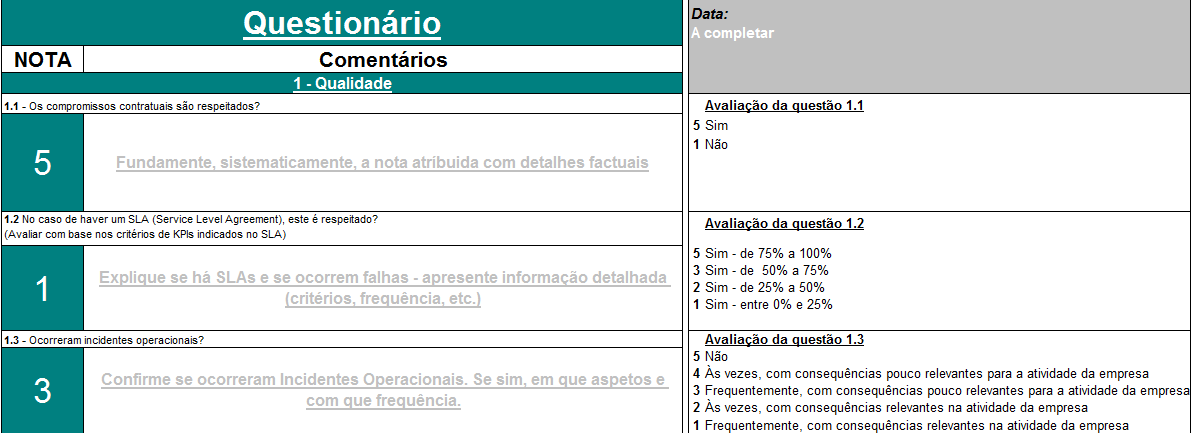 Questionário
Data:
A completar
NOTA Comentários
1 - Qualidade
1.1 - Os compromissos contratuais são respeitados?
5
Fundamente, sistematicamente, a nota atribuida com detalhes factuais
Avaliação da questão 1.1
5 Sim
1 Não
1.2 No caso de haver um SLA (Service Level Agreement), este é respeitado?
(Avaliar com base nos critérios de KPIs indicados no SLA)
1
Explique se há SLAs e se ocorrem falhas - apresente informação detalhada
(critérios, frequência, etc.)
Avaliação da questão 1.2
5 Sim - de 75% a 100%
3 Sim - de 50% a 75%
2 Sim - de 25% a 50%
1 Sim - entre 0% e 25%
1.3 - Ocorreram incidentes operacionais?
3
Confirme se ocorreram Incidentes Operacionais. Se sim, em que aspetos e
com que frequência.
Avaliação da questão 1.3
5 Não
4 Às vezes, com consequências pouco relevantes para a atividade da empresa
3 Frequentemente, com consequências pouco relevantes para a atividade da empresa
2 Às vezes, com consequências relevantes na atividade da empresa
1 Frequentemente, com consequências relevantes na atividade da empresa